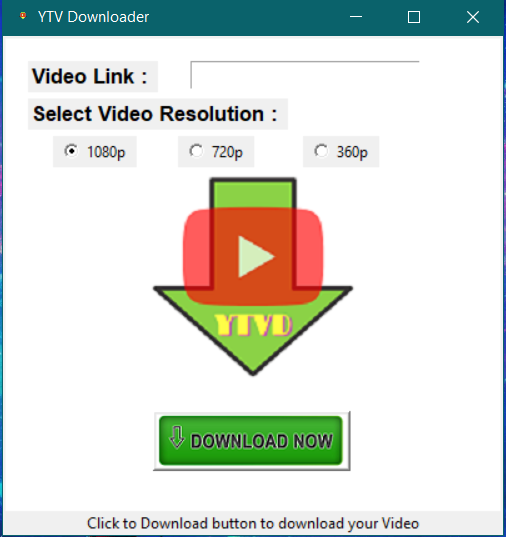 YTV Downloader
Video Link :
Select Video Resolution :
1080p 720p 360p
YTVD
DOWNLOAD NOW
Click to Download button to download your Video